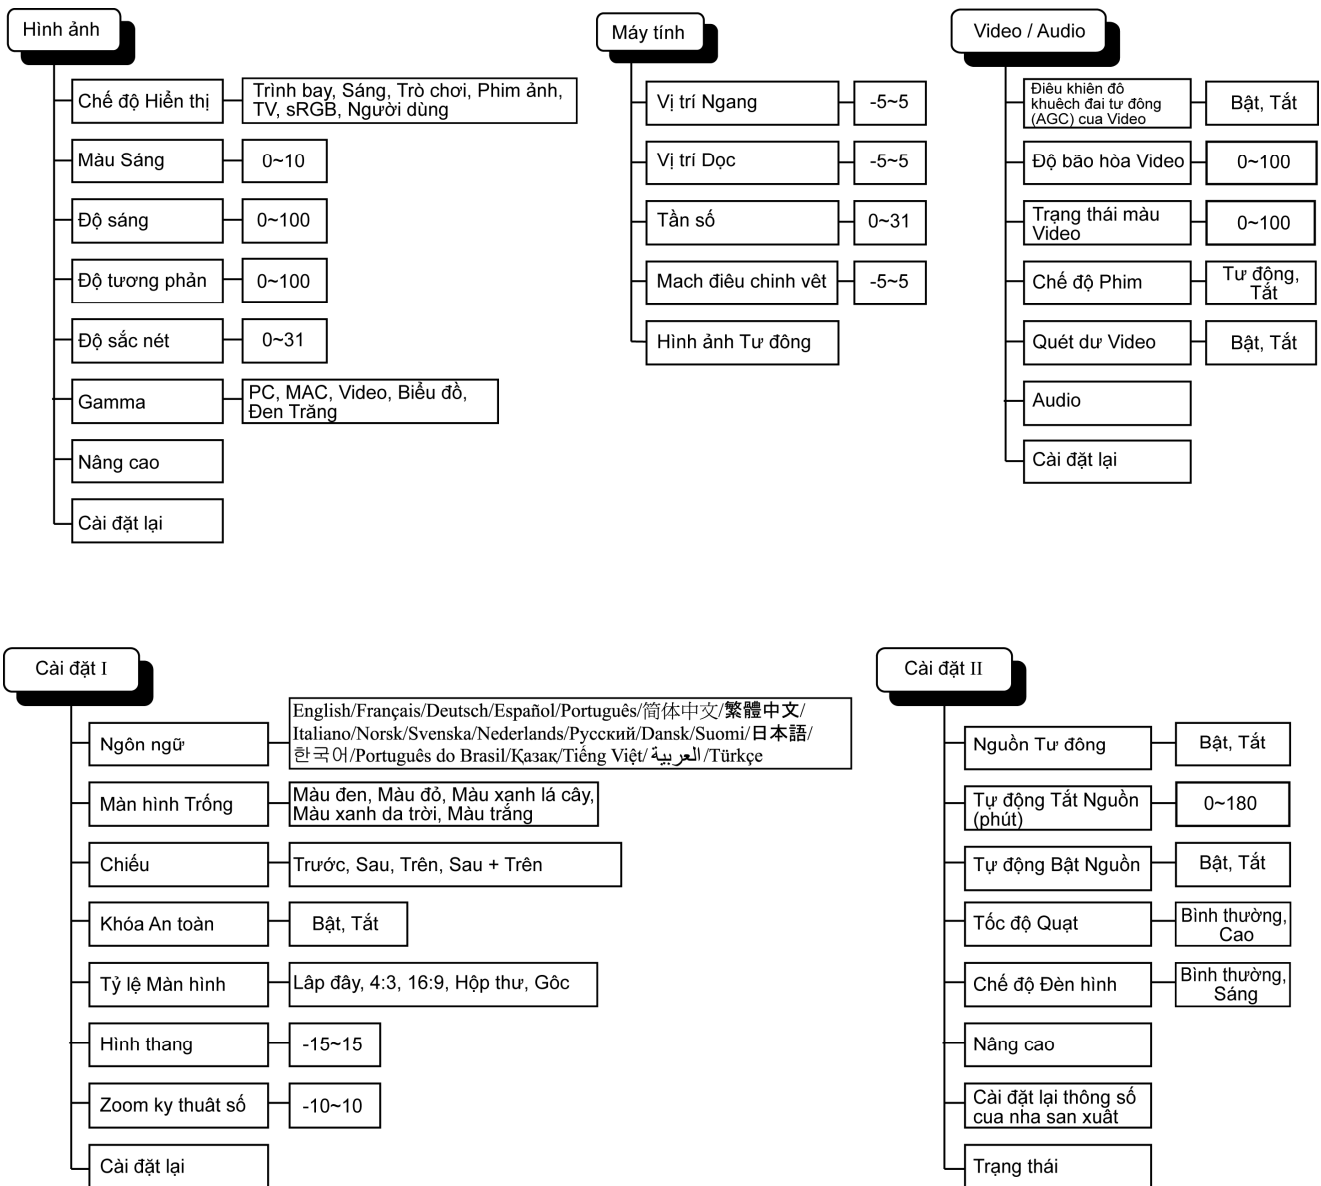 Hình ảnh
Chế độ Hiển thị
Trình bay, Sáng, Trò chơi, Phim ảnh,
TV, sRGB, Người dùng
Màu Sáng
0~10
Độ sáng
0~100
Độ tương phản
0~100
Độ sắc nét
0~31
Gamma
PC, MAC, Video, Biểu đồ,
Đen Trăng
Nâng cao
Cài đặt lại
Máy tính
Vị trí Ngang
-5~5
Vị trí Dọc
-5~5
Tần số
0~31
Mach điêu chinh vêt
-5~5
Hình ảnh Tư đông
Video / Audio
Điêu khiên đô
khuêch đai tư đông
(AGC) cua Video
Bật, Tắt
Độ bão hòa Video
0~100
Trạng thái màu
Video
0~100
Chế độ Phim
Tư đông,
Tắt
Quét dư Video
Bật, Tắt
Audio
Cài đặt lại
Cài đặt I
Ngôn ngữ
English/Français/Deutsch/Español/Português/简体中文/繁體中文/
Italiano/Norsk/Svenska/Nederlands/Русский/Dansk/Suomi/日本語/
한국어/Português do Brasil/Қазақ/Tiếng Việt/العربية/Türkçe
Màn hình Trống
Màu đen, Màu đỏ, Màu xanh lá cây,
Màu xanh da trời, Màu trắng
Chiếu
Trước, Sau, Trên, Sau + Trên
Khóa An toàn
Bật, Tắt
Tỷ lệ Màn hình
Lâp đây, 4:3, 16:9, Hộp thư, Gôc
Hình thang
-15~15
Zoom ky thuât số
-10~10
Cài đặt lại
Cài đặt II
Nguồn Tư đông
Bật, Tắt
Tự động Tắt Nguồn
(phút)
0~180
Tự động Bật Nguồn
Bật, Tắt
Tốc độ Quạt
Bình thường,
Cao
Chế độ Đèn hình
Bình thường,
Sáng
Nâng cao
Cài đặt lại thông số
cua nha san xuât
Trạng thái